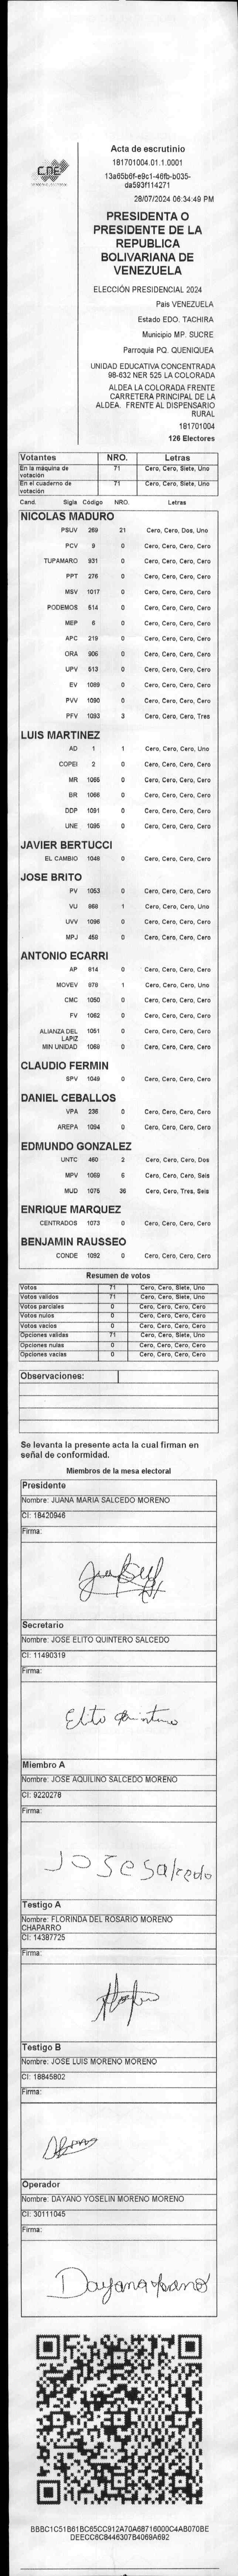 CNE
Acta de escrutinio
181701004.01.1.0001
13a65b6f-e9c1-46fb-b035-
da593f114271
28/07/2024 06:34:49 PM
PRESIDENTA O
PRESIDENTE DE LA
REPUBLICA
BOLIVARIANA DE
VENEZUELA
ELECCIÓN PRESIDENCIAL 2024
Pais VENEZUELA
Estado EDO. TACHIRA
Municipio MP. SUCRE
Parroquia PQ. QUENIQUEA
UNIDAD EDUCATIVA CONCENTRADA
98-632 NER 525 LA COLORADA
ALDEA LA COLORADA FRENTE
CARRETERA PRINCIPAL DE LA
ALDEA. FRENTE AL DISPENSARIO
RURAL
181701004
126 Electores
Votantes NRO. Letras
En la máquina de votación 71 Cero, Cero, Siete, Uno
En el cuaderno de votación 71 Cero, Cero, Siete, Uno
Cand. Sigla Código NRO. Letras
NICOLAS MADURO
PSUV 269 21 Cero, Cero, Dos, Uno
PCV 9 0 Cero, Cero, Cero, Cero
TUPAMARO 931 0 Cero, Cero, Cero, Cero
PPT 276 0 Cero, Cero, Cero, Cero
MSV 1017 0 Cero, Cero, Cero, Cero
PODEMOS 514 0 Cero, Cero, Cero, Cero
MEP 6 0 Cero, Cero, Cero, Cero
APC 219 0 Cero, Cero, Cero, Cero
ORA 906 0 Cero, Cero, Cero, Cero
UPV 513 0 Cero, Cero, Cero, Cero
EV 1089 0 Cero, Cero, Cero, Cero
PVV 1090 0 Cero, Cero, Cero, Cero
PFV 1093 3 Cero, Cero, Cero, Tres
LUIS MARTINEZ
AD 1 1 Cero, Cero, Cero, Uno
COPEI 2 0 Cero, Cero, Cero, Cero
MR 1065 0 Cero, Cero, Cero, Cero
BR 1066 0 Cero, Cero, Cero, Cero
DDP 1091 0 Cero, Cero, Cero, Cero
UNE 1095 0 Cero, Cero, Cero, Cero
JAVIER BERTUCCI
EL CAMBIO 1048 0 Cero, Cero, Cero, Cero
JOSE BRITO
PV 1053 0 Cero, Cero, Cero, Cero
VU 868 1 Cero, Cero, Cero, Uno
UVV 1096 0 Cero, Cero, Cero, Cero
MPJ 459 0 Cero, Cero, Cero, Cero
ANTONIO ECARRI
AP 814 0 Cero, Cero, Cero, Cero
MOVEV 978 1 Cero, Cero, Cero, Uno
CMC 1050 0 Cero, Cero, Cero, Cero
FV 1062 0 Cero, Cero, Cero, Cero
ALIANZA DEL LAPIZ 1051 0 Cero, Cero, Cero, Cero
MIN UNIDAD 1069 0 Cero, Cero, Cero, Cero
CLAUDIO FERMIN
SPV 1049 0 Cero, Cero, Cero, Cero
DANIEL CEBALLOS
VPA 236 0 Cero, Cero, Cero, Cero
AREPA 1094 0 Cero, Cero, Cero, Cero
EDMUNDO GONZALEZ
UNTC 460 2 Cero, Cero, Cero, Dos
MPV 1069 6 Cero, Cero, Cero, Seis
MUD 1075 36 Cero, Cero, Tres, Seis
ENRIQUE MARQUEZ
CENTRADOS 1073 0 Cero, Cero, Cero, Cero
BENJAMIN RAUSSEO
CONDE 1092 0 Cero, Cero, Cero, Cero
Resumen de votos
Votos 71 Cero, Cero, Siete, Uno
Votos válidos 71 Cero, Cero, Siete, Uno
Votos parciales 0 Cero, Cero, Cero, Cero
Votos nulos 0 Cero, Cero, Cero, Cero
Votos vacíos 0 Cero, Cero, Cero, Cero
Opciones validas 71 Cero, Cero, Siete, Uno
Opciones nulas 0 Cero, Cero, Cero, Cero
Opciones vacías 0 Cero, Cero, Cero, Cero
Observaciones:
Se levanta la presente acta la cual firman en
señal de conformidad.
Miembros de la mesa electoral
Presidente
Nombre: JUANA MARIA SALCEDO MORENO
CI: 18420946
Firma:
Secretario
Nombre: JOSE ELITO QUINTERO SALCEDO
CI: 11490319
Firma:
Elito Quintero
Miembro A
Nombre: JOSE AQUILINO SALCEDO MORENO
CI: 9220278
Firma:
Jose Salcedo
Testigo A
Nombre: FLORINDA DEL ROSARIO MORENO
CHAPARRO
CI: 14387725
Firma:
Testigo B
Nombre: JOSE LUIS MORENO MORENO
CI: 18845802
Firma:
Operador
Nombre: DAYANO YOSELIN MORENO MORENO
CI: 30111045
Firma:
BBBC1C51B61BC65CC912A70A68716000C4AB070BE
DEECC6C8446307B4069A692